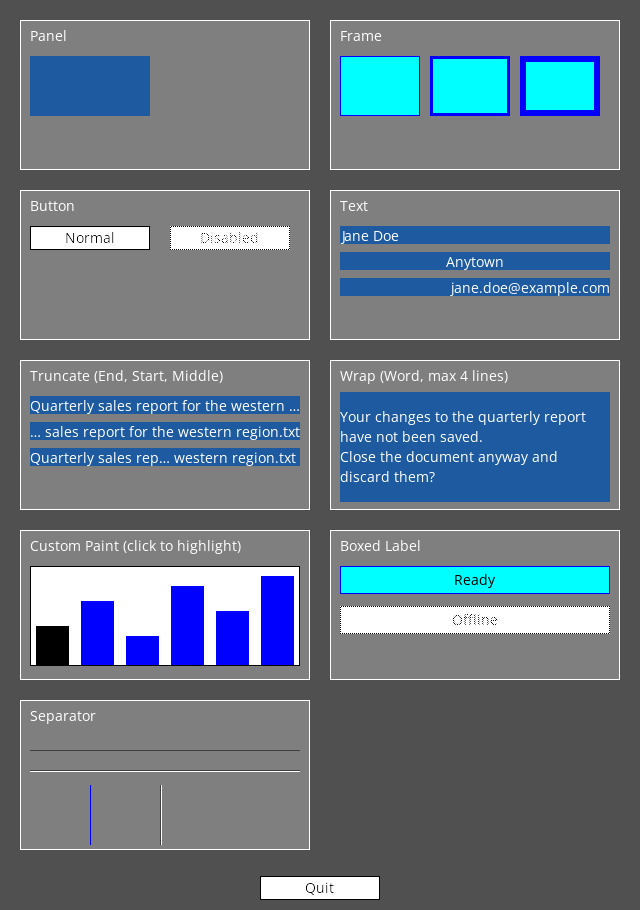 Panel
Frame
Button
Normal
Disabled
Text
Jane Doe
Anytown
jane.doe@example.com
Truncate (End, Start, Middle)
Quarterly sales report for the western ...
... sales report for the western region.txt
Quarterly sales rep... western region.txt
Wrap (Word, max 4 lines)
Your changes to the quarterly report
have not been saved.
Close the document anyway and
discard them?
Custom Paint (click to highlight)
Boxed Label
Ready
Offline
Separator
Quit